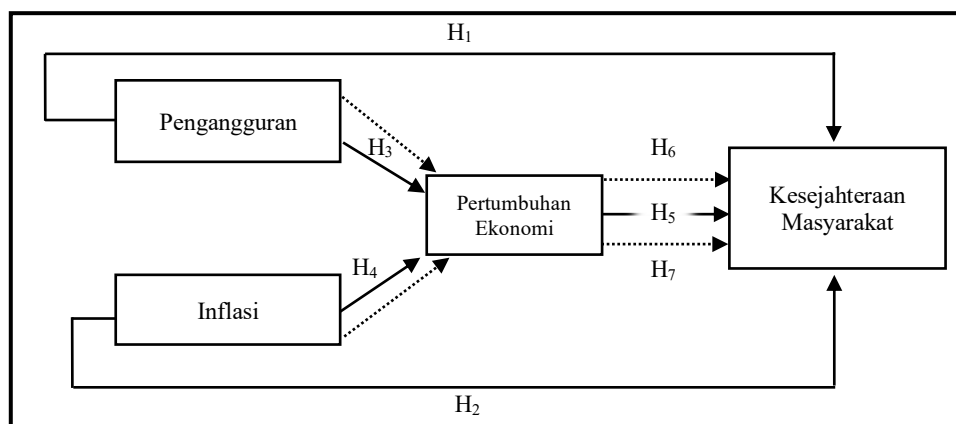 H₁
Pengangguran
H₃
H₆
Kesejahteraan
Masyarakat
Pertumbuhan
Ekonomi
H₅
H₄
H₇
Inflasi
H₂